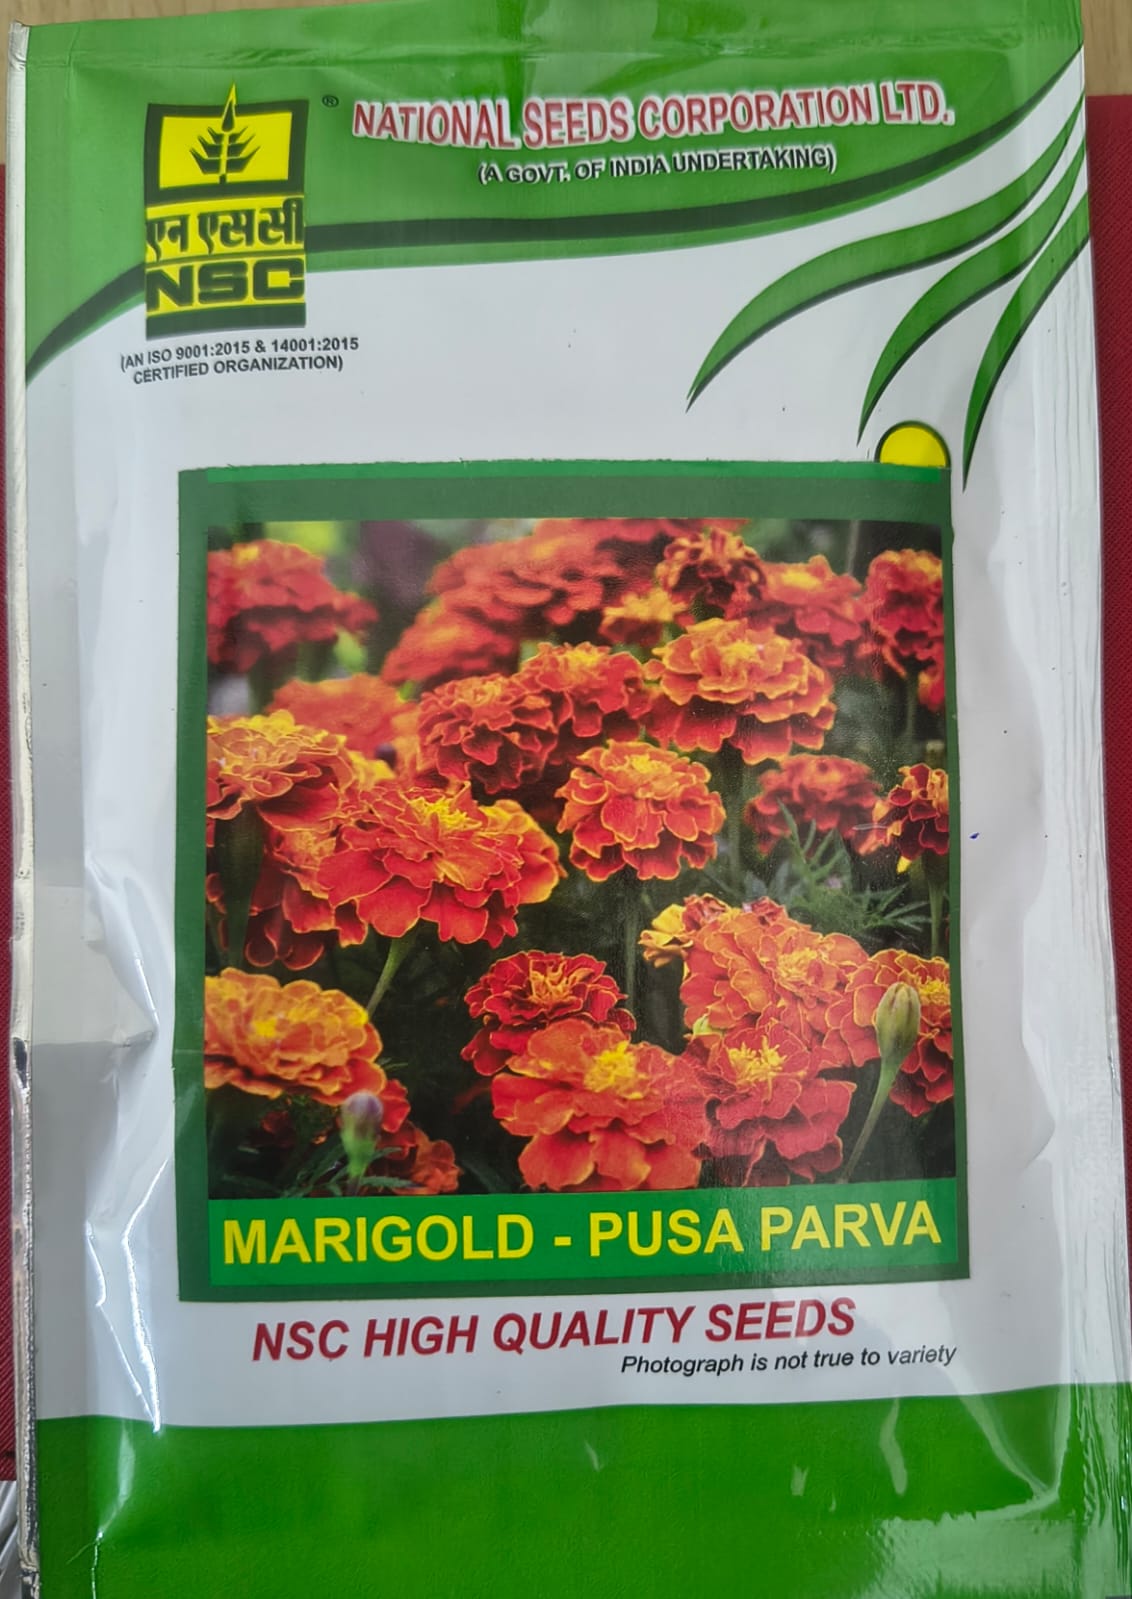 ®
NATIONAL SEEDS CORPORATION LTD.
(A GOVT. OF INDIA UNDERTAKING)
एन एस सी
NSC
(AN ISO 9001:2015 & 14001:2015
CERTIFIED ORGANIZATION)
MARIGOLD - PUSA PARVA
NSC HIGH QUALITY SEEDS
Photograph is not true to variety